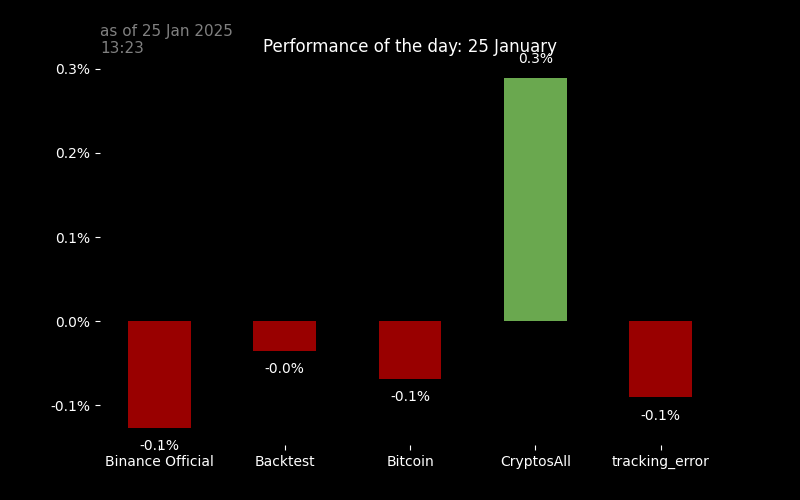 as of 25 Jan 2025
13:23
Performance of the day: 25 January
0.3%
0.3%
0.2%
0.1%
0.0%
-0.1%
-0.1%
-0.0%
-0.1%
-0.1%
Binance Official
Backtest
Bitcoin
CryptosAll
tracking_error